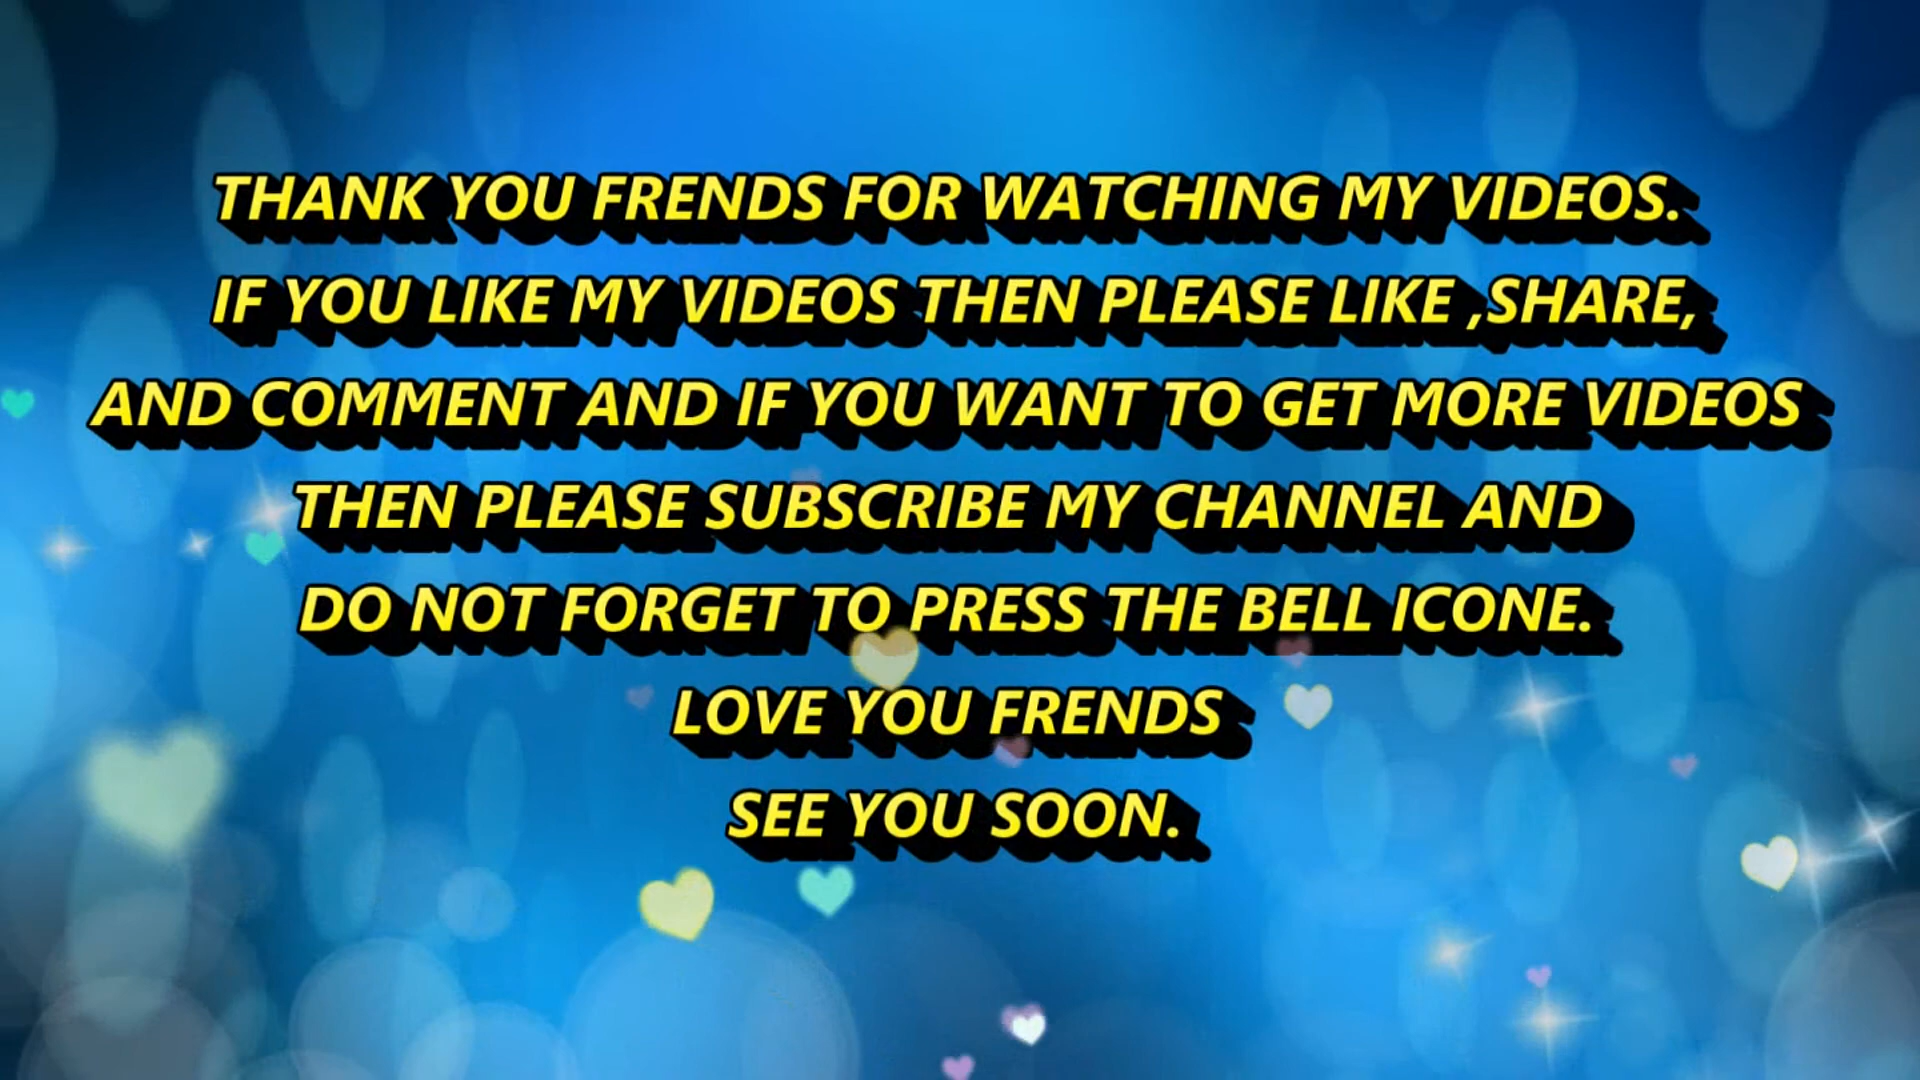 THANK YOU FRENDS FOR WATCHING MY VIDEOS.
IF YOU LIKE MY VIDEOS THEN PLEASE LIKE ,SHARE,
AND COMMENT AND IF YOU WANT TO GET MORE VIDEOS
THEN PLEASE SUBSCRIBE MY CHANNEL AND
DO NOT FORGET TO PRESS THE BELL ICONE.
LOVE YOU FRENDS
SEE YOU SOON.